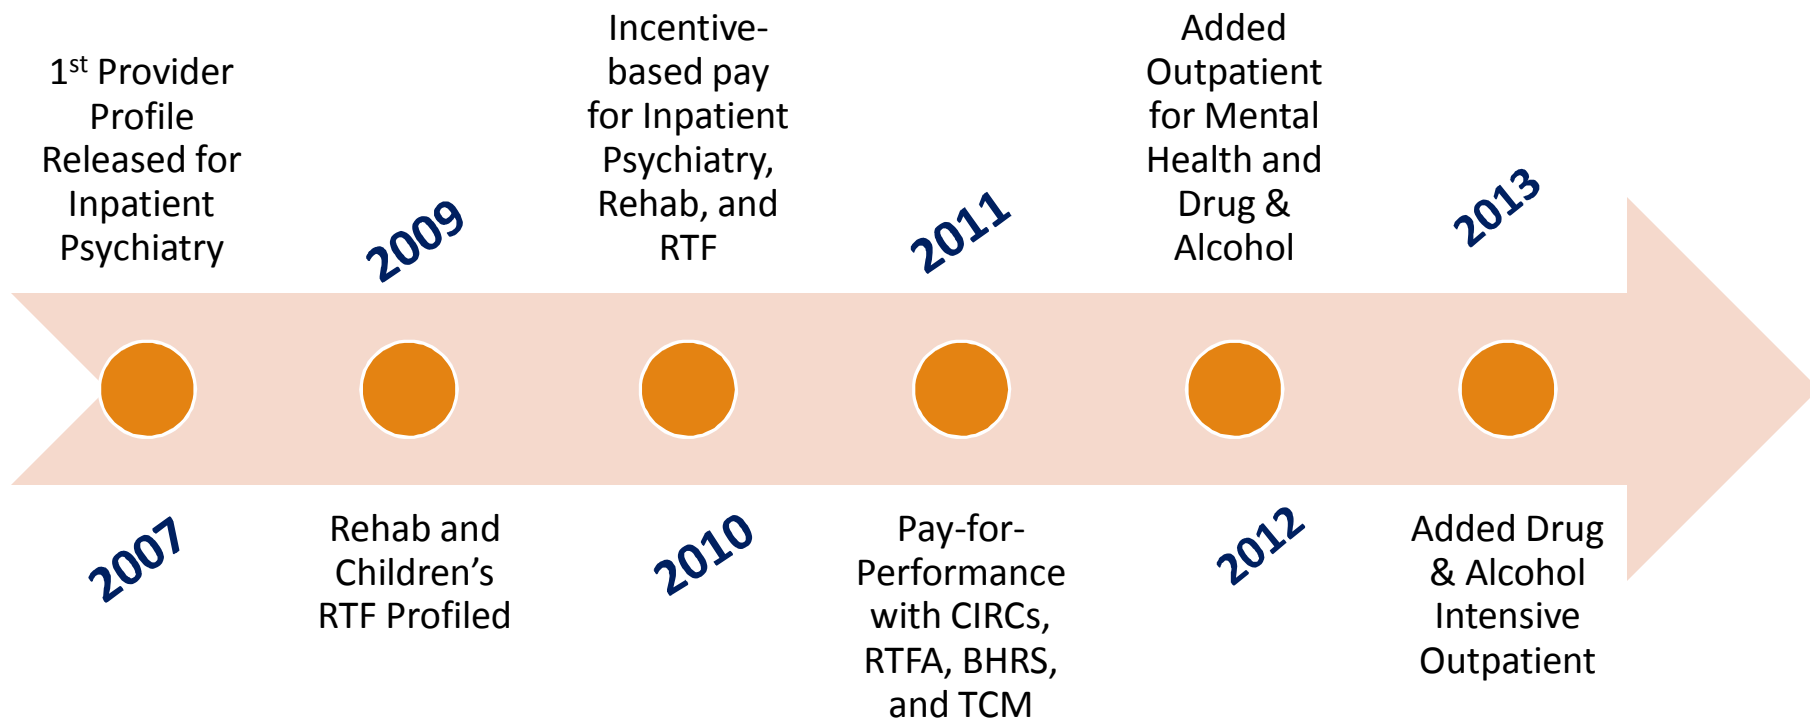 1st Provider
Profile
Released for
Inpatient
Psychiatry
2007
2009
Rehab and
Children’s
RTF Profiled
Incentive-
based pay
for Inpatient
Psychiatry,
Rehab, and
RTF
2010
2011
Pay-for-
Performance
with CIRCs,
RTFA, BHRS,
and TCM
Added
Outpatient
for Mental
Health and
Drug &
Alcohol
2012
2013
Added Drug
& Alcohol
Intensive
Outpatient